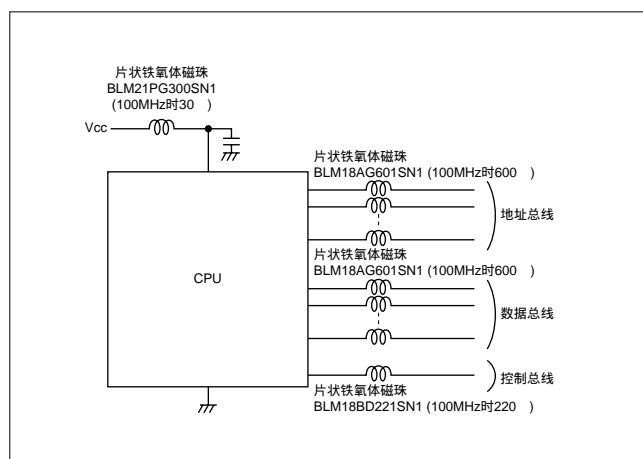 片状铁氧体磁珠
BLM21PG300SN1
(100MHz时30 )
Vcc
片状铁氧体磁珠
BLM18AG601SN1 (100MHz时600 )
地址总线
片状铁氧体磁珠
BLM18AG601SN1 (100MHz时600 )
CPU
数据总线
控制总线
片状铁氧体磁珠
BLM18BD221SN1 (100MHz时220 )